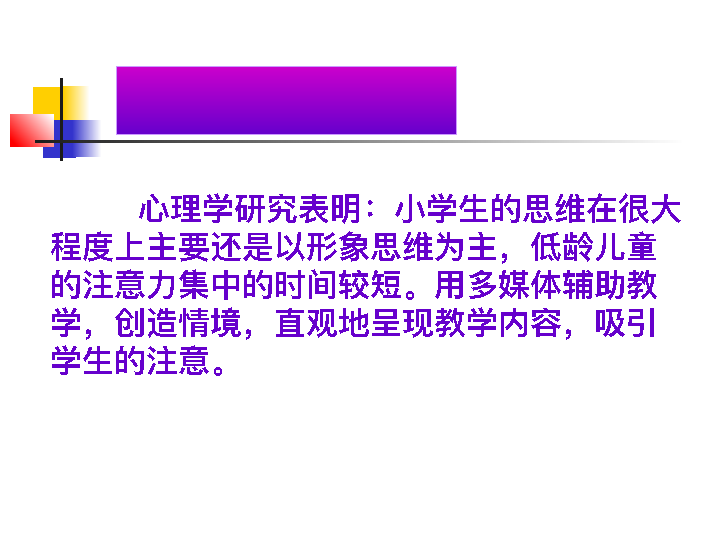 心理学研究表明：小学生的思维在很大
程度上主要还是以形象思维为主，低龄儿童
的注意力集中的时间较短。用多媒体辅助教
学，创造情境，直观地呈现教学内容，吸引
学生的注意。